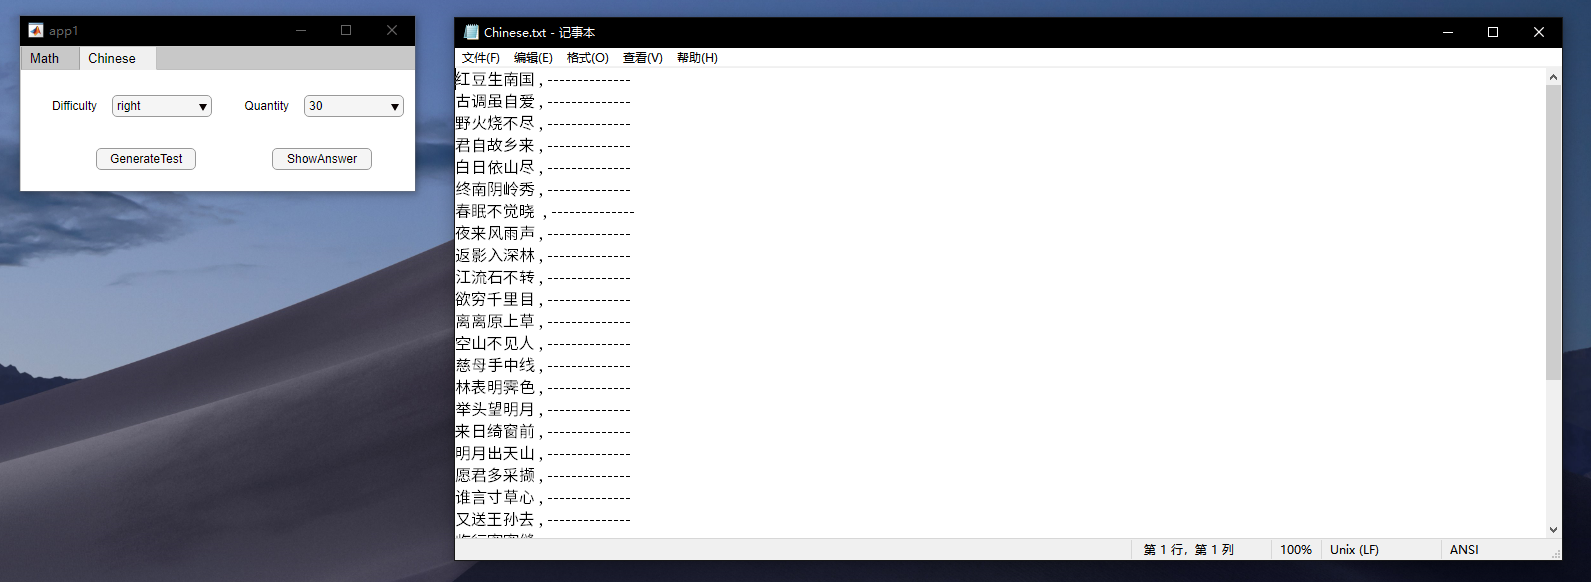 app1
Math Chinese
Difficulty right Quantity 30
GenerateTest ShowAnswer
Chinese.txt - 记事本
文件(F) 编辑(E) 格式(O) 查看(V) 帮助(H)
红豆生南国 , -------------
古调虽自爱 , -------------
野火烧不尽 , -------------
君自故乡来 , -------------
白日依山尽 , -------------
终南阴岭秀 , -------------
春眠不觉晓 , -------------
夜来风雨声 , -------------
返影入深林 , -------------
江流石不转 , -------------
欲穷千里目 , -------------
离离原上草 , -------------
空山不见人 , -------------
慈母手中线 , -------------
林表明霁色 , -------------
举头望明月 , -------------
来日绮窗前 , -------------
明月出天山 , -------------
愿君多采撷 , -------------
谁言寸草心 , -------------
又送王孙去 , -------------
第 1 行，第 1 列 100% Unix (LF) ANSI